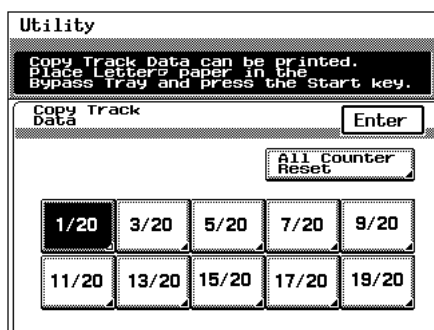 Utility
Copy Track Data can be printed.
Place Letter paper in the
Bypass Tray and press the Start key.
Copy Track
Data
Enter
All Counter
Reset
1/20 3/20 5/20 7/20 9/20
11/20 13/20 15/20 17/20 19/20